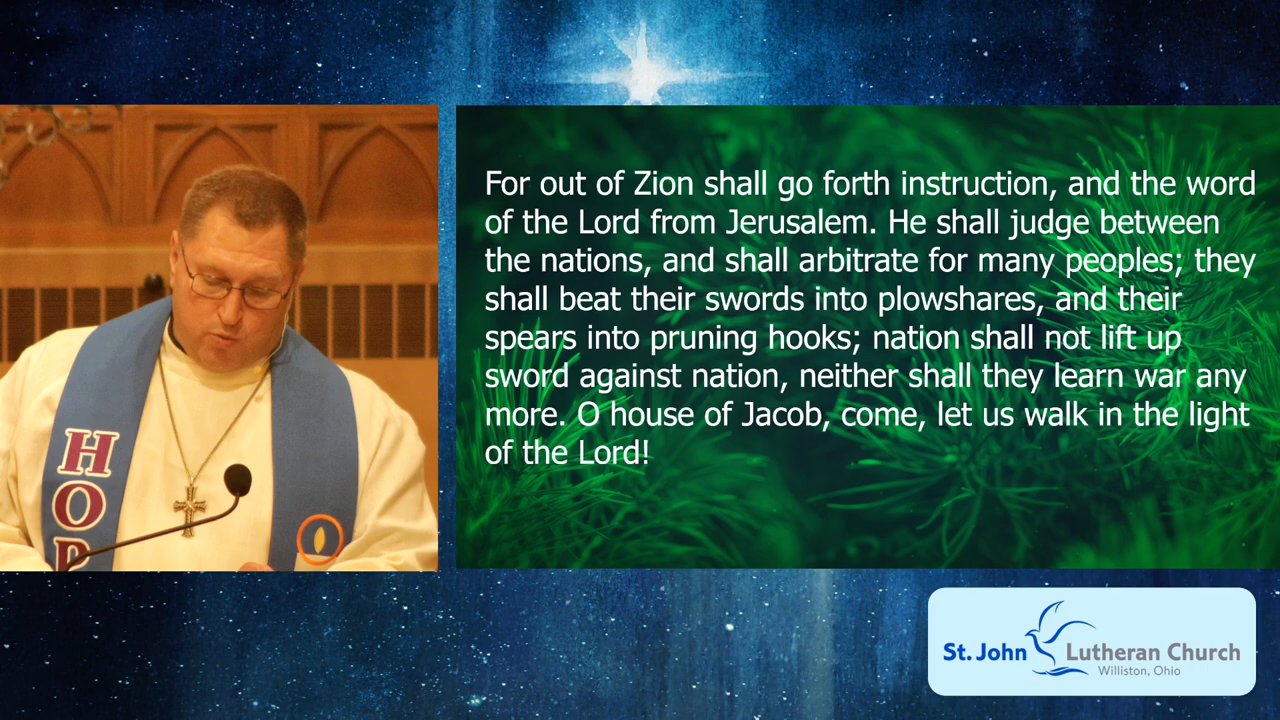 For out of Zion shall go forth instruction, and the word
of the Lord from Jerusalem. He shall judge between
the nations, and shall arbitrate for many peoples; they
shall beat their swords into plowshares, and their
spears into pruning hooks; nation shall not lift up
sword against nation, neither shall they learn war any
more. O house of Jacob, come, let us walk in the light
of the Lord!
HOP
St. John Lutheran Church
Williston, Ohio